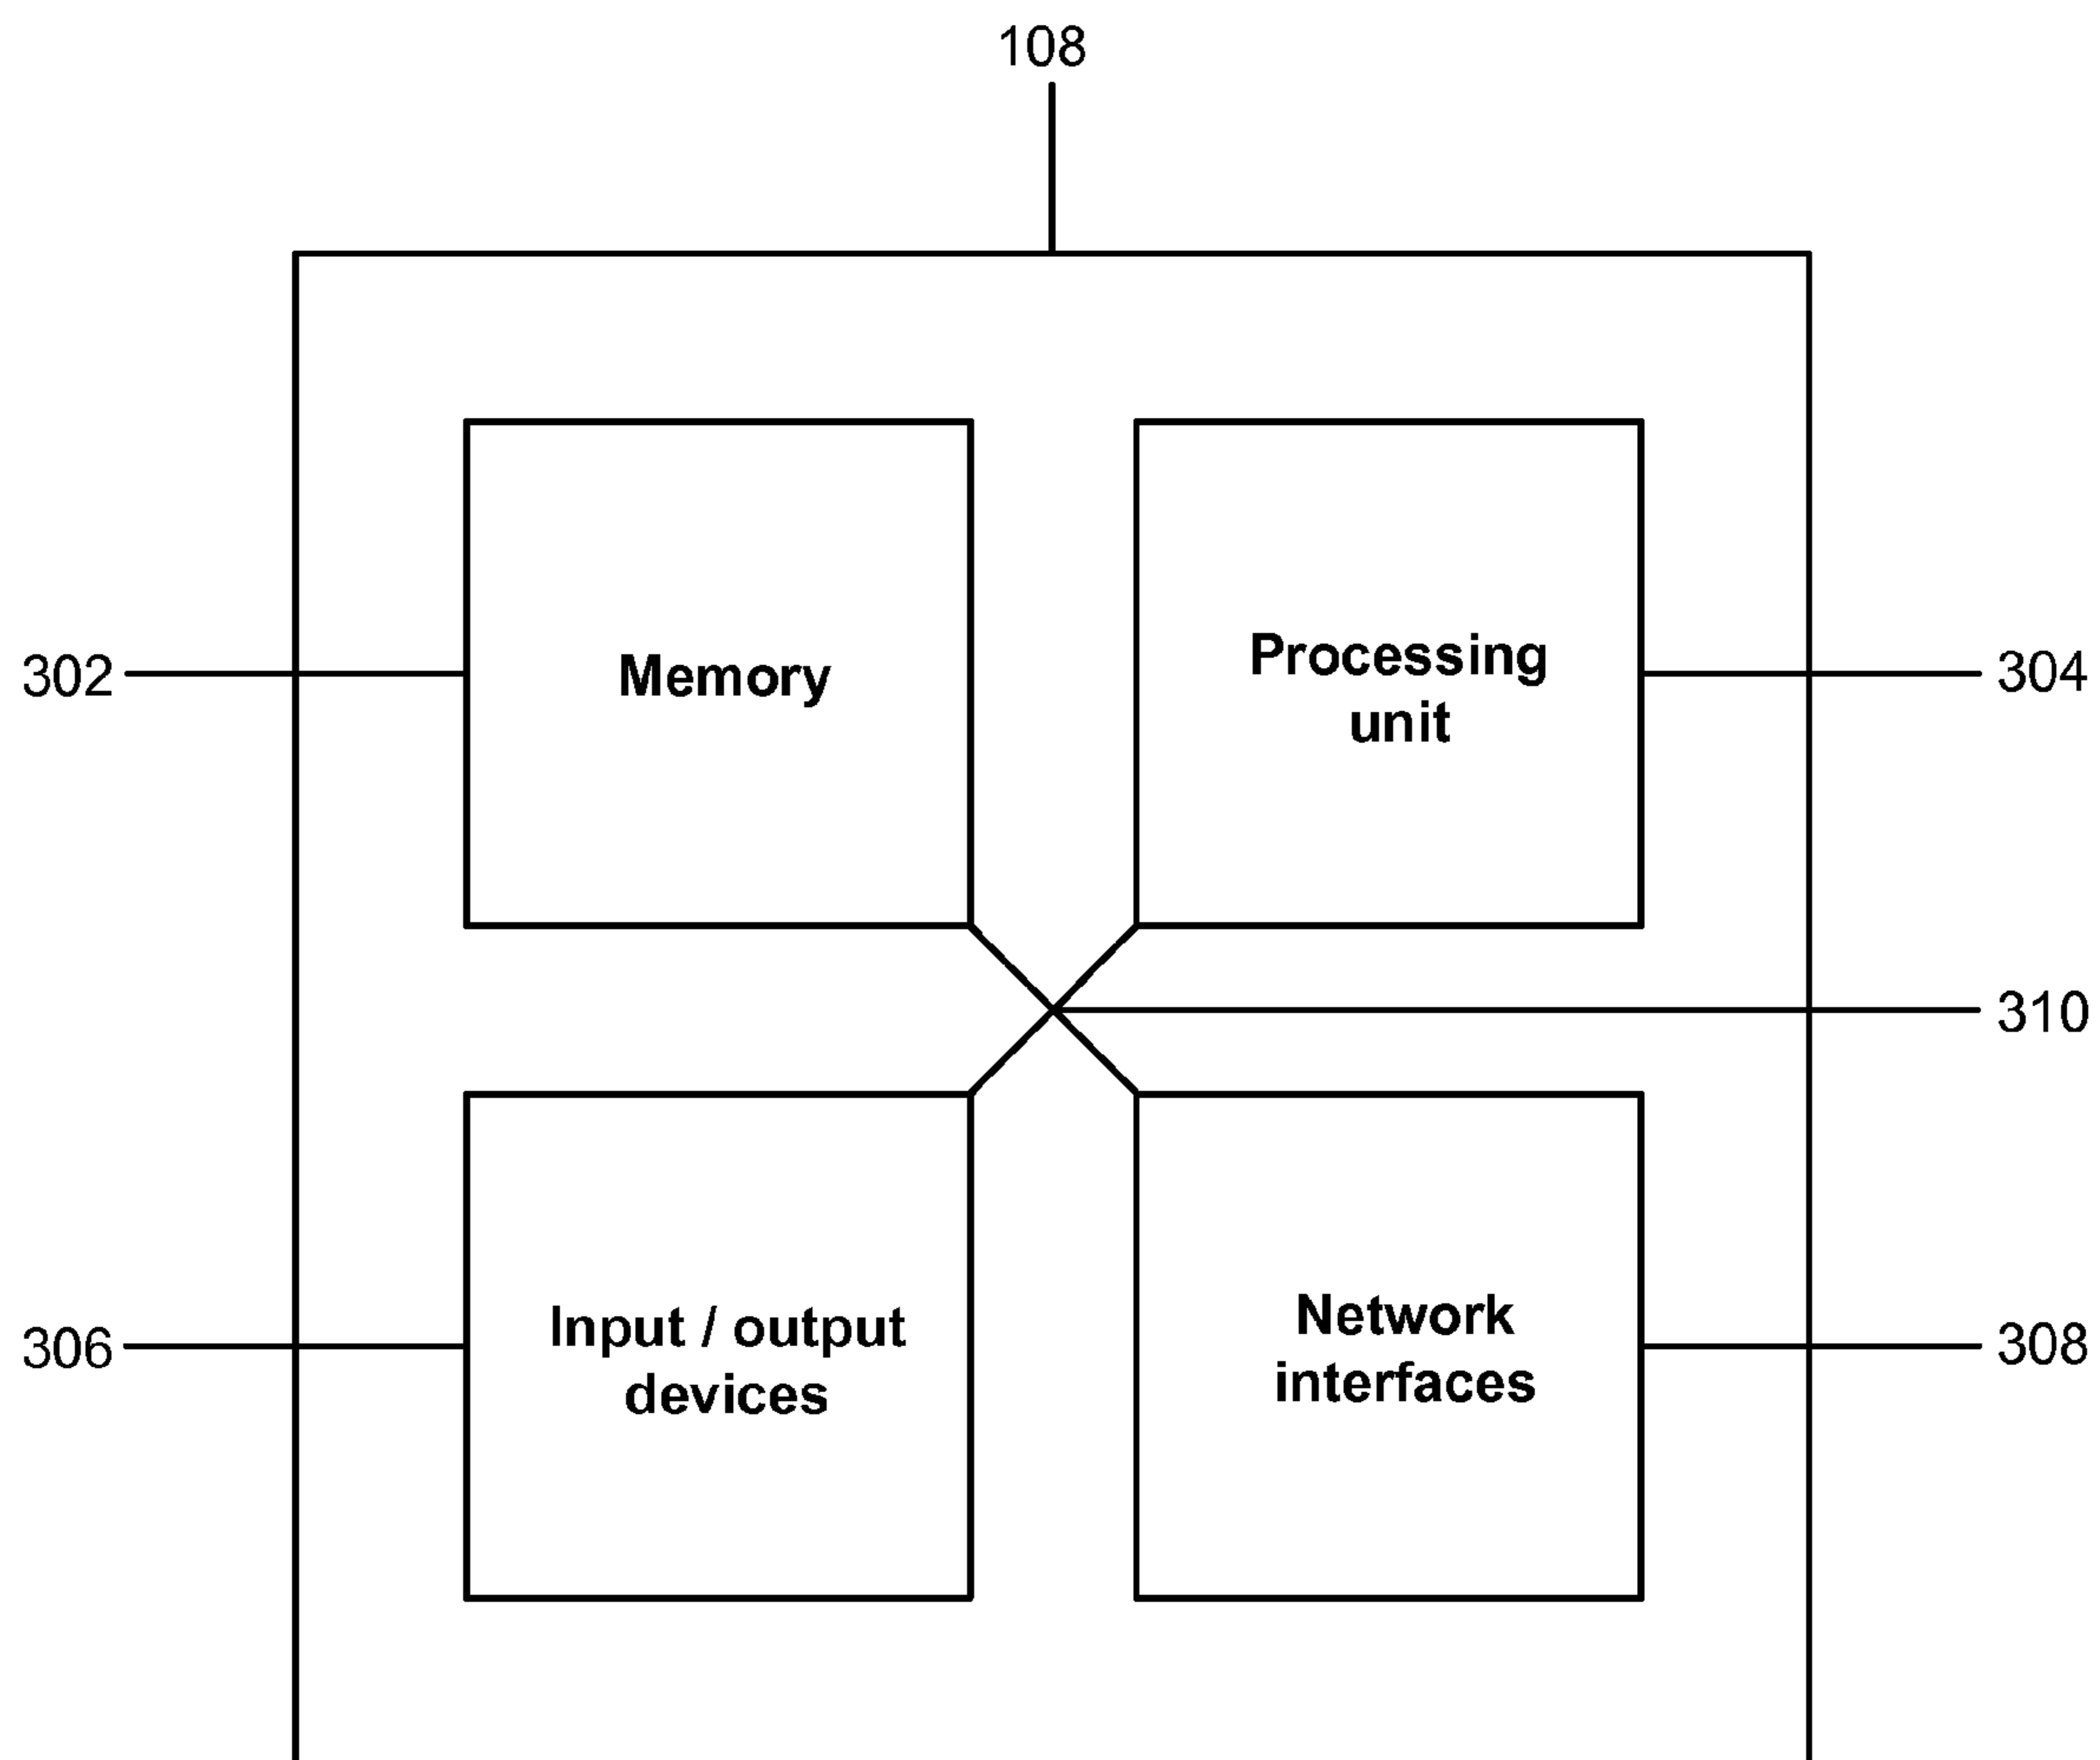 108
302
Memory
Processing
unit
304
310
306
Input / output
devices
Network
interfaces
308